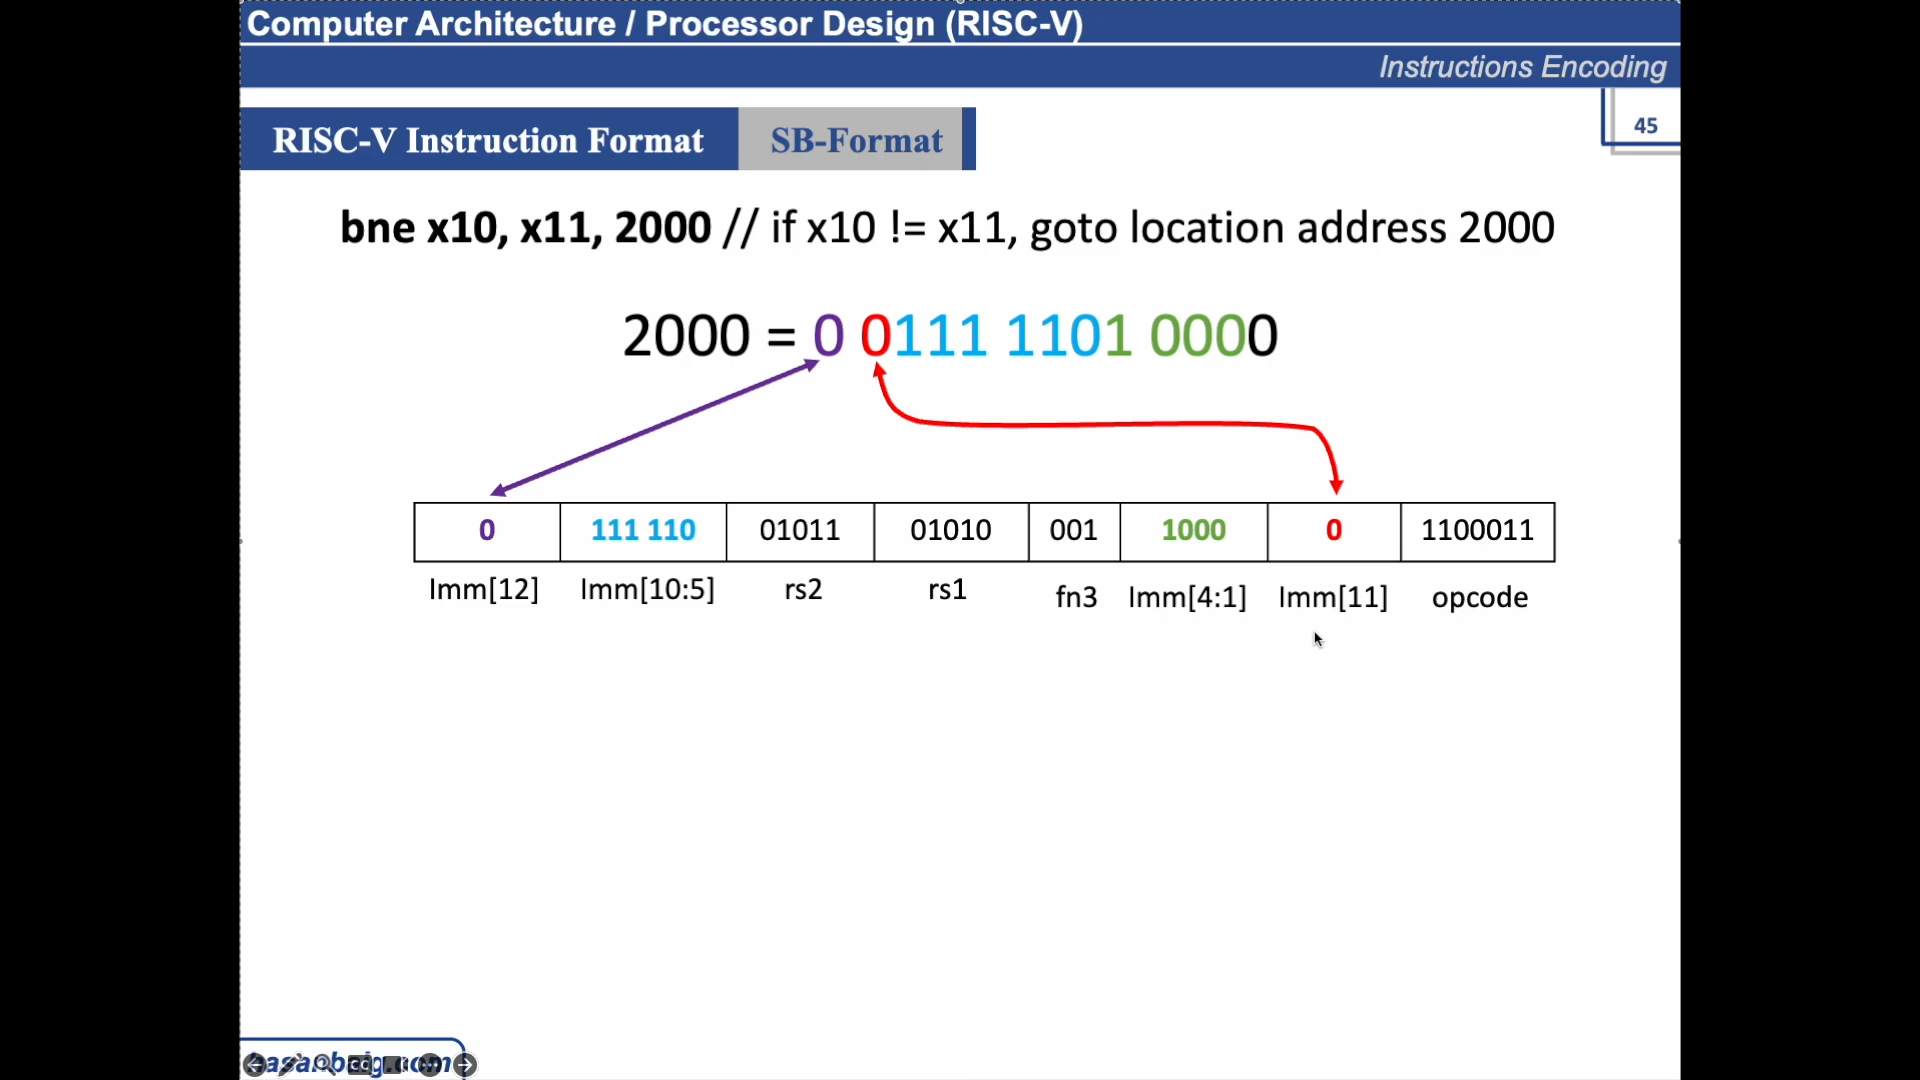 Computer Architecture / Processor Design (RISC-V)
Instructions Encoding
RISC-V Instruction Format SB-Format
45
bne x10, x11, 2000 // if x10 != x11, goto location address 2000
2000 = 0 0111 1101 0000
0 111 110 01011 01010 001 1000 0 1100011
Imm[12] Imm[10:5] rs2 rs1 fn3 Imm[4:1] Imm[11] opcode
hasanbaig.com